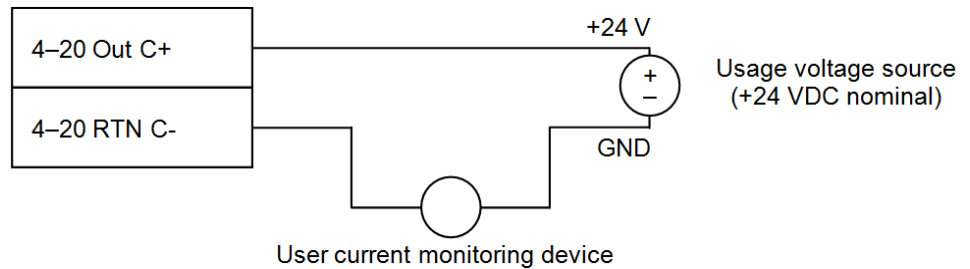 4–20 Out C+
4–20 RTN C-
+24 V
+
–
GND
Usage voltage source
(+24 VDC nominal)
User current monitoring device